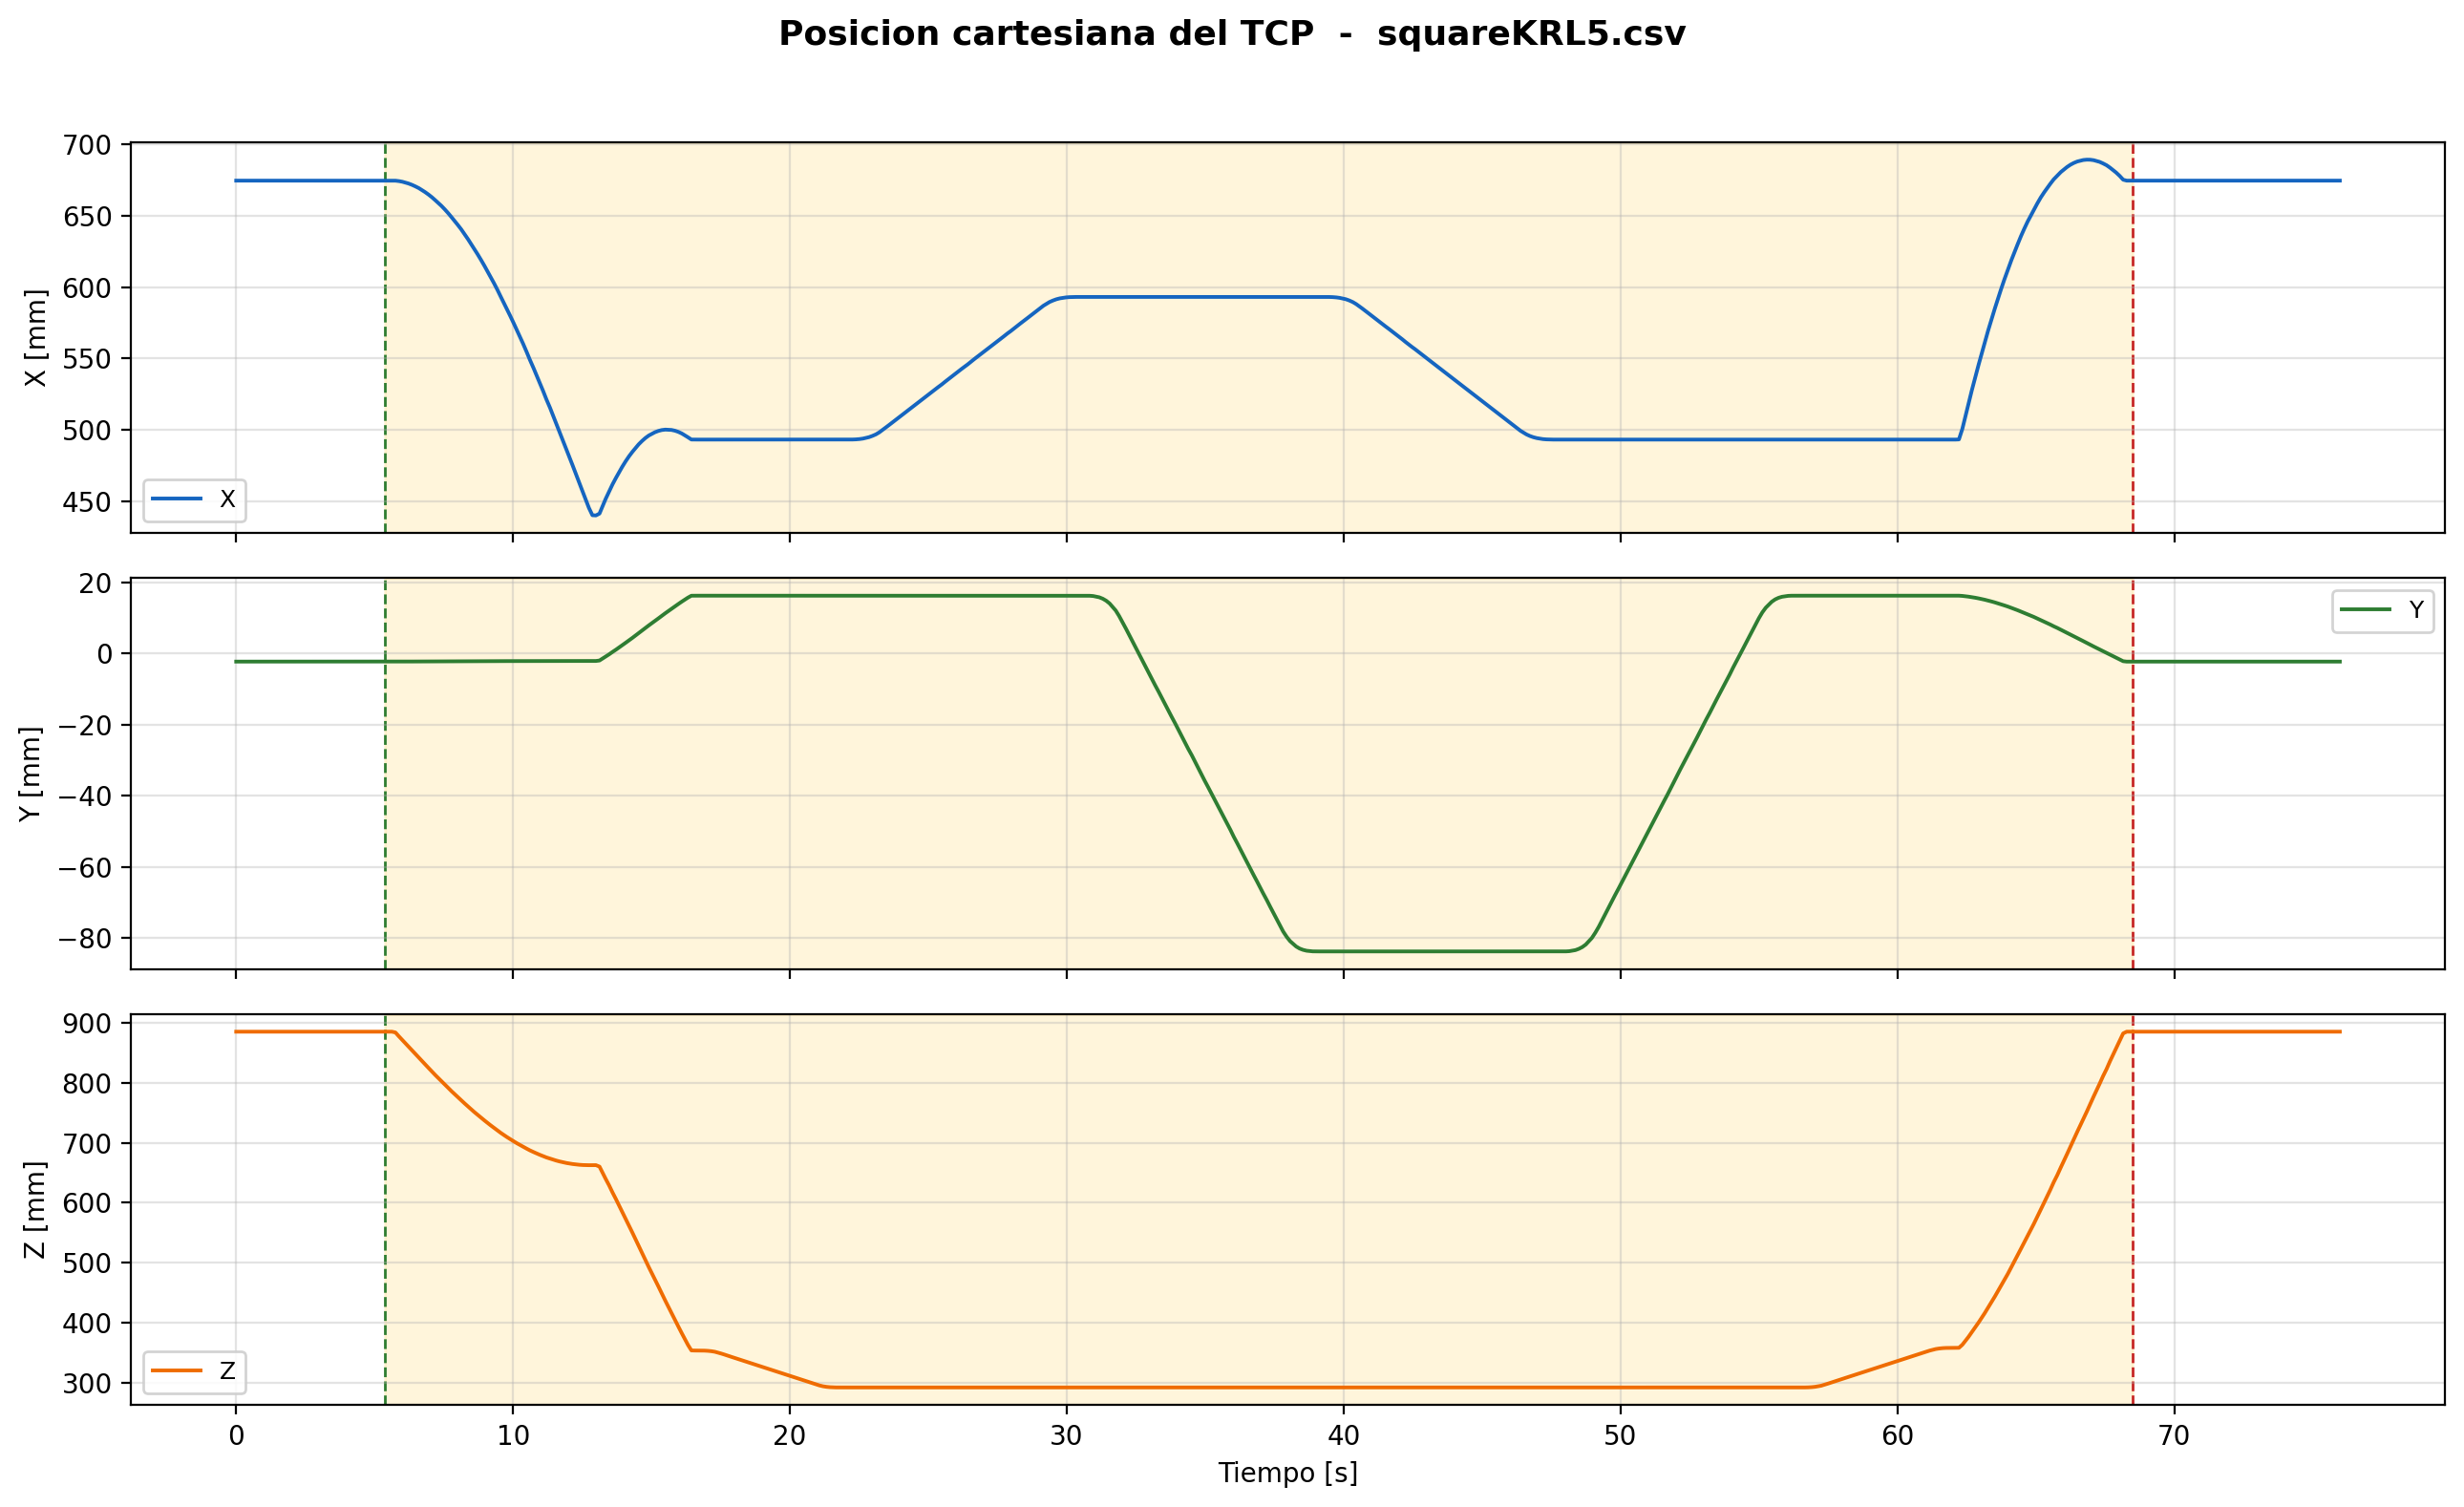 Posicion cartesiana del TCP  -  squareKRL5.csv
700
650
600
550
500
450
X [mm]
X
20
0
−20
−40
−60
−80
Y [mm]
Y
900
800
700
600
500
400
300
Z [mm]
Z
0 10 20 30 40 50 60 70
Tiempo [s]